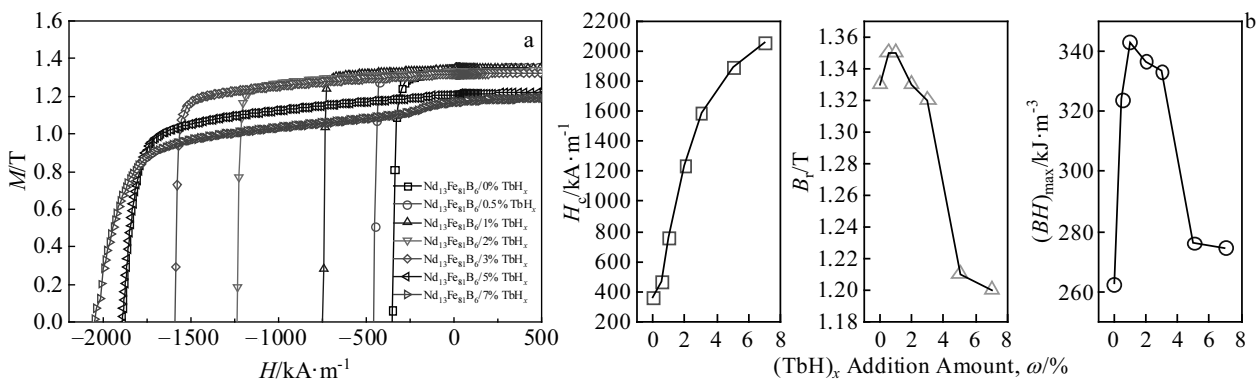 a
M/T
1.4
1.2
1.0
0.8
0.6
0.4
0.2
0.0
−2000 −1500 −1000 −500 0 500
H/kA·m⁻¹
Nd₁₃Fe₈₁B₆/0% TbHₓ
Nd₁₃Fe₈₁B₆/0.5% TbHₓ
Nd₁₃Fe₈₁B₆/1% TbHₓ
Nd₁₃Fe₈₁B₆/2% TbHₓ
Nd₁₃Fe₈₁B₆/3% TbHₓ
Nd₁₃Fe₈₁B₆/5% TbHₓ
Nd₁₃Fe₈₁B₆/7% TbHₓ
b
H_c/kA·m⁻¹
2200
2000
1800
1600
1400
1200
1000
800
600
400
200
0 2 4 6 8
B_r/T
1.36
1.34
1.32
1.30
1.28
1.26
1.24
1.22
1.20
1.18
0 2 4 6 8
(BH)_max/kJ·m⁻³
340
320
300
280
260
0 2 4 6 8
(TbH)ₓ Addition Amount, ω/%